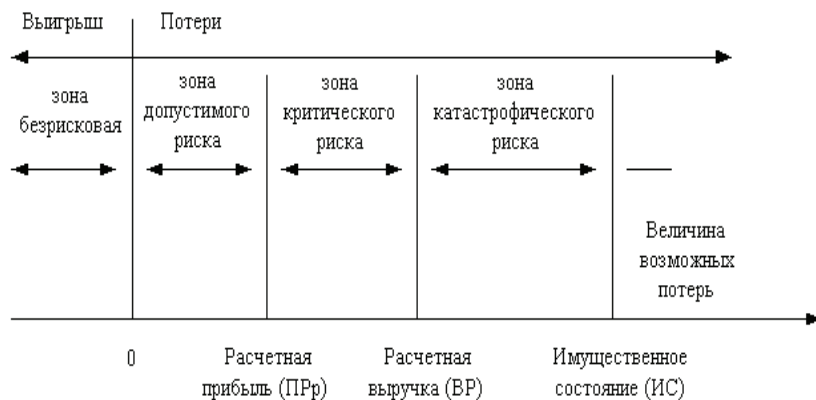 Выигрыш
Потери
зона
безрисковая
зона
допустимого
риска
зона
критического
риска
зона
катастрофического
риска
Величина
возможных
потерь
0
Расчетная
прибыль (ПРр)
Расчетная
выручка (ВР)
Имущественное
состояние (ИС)